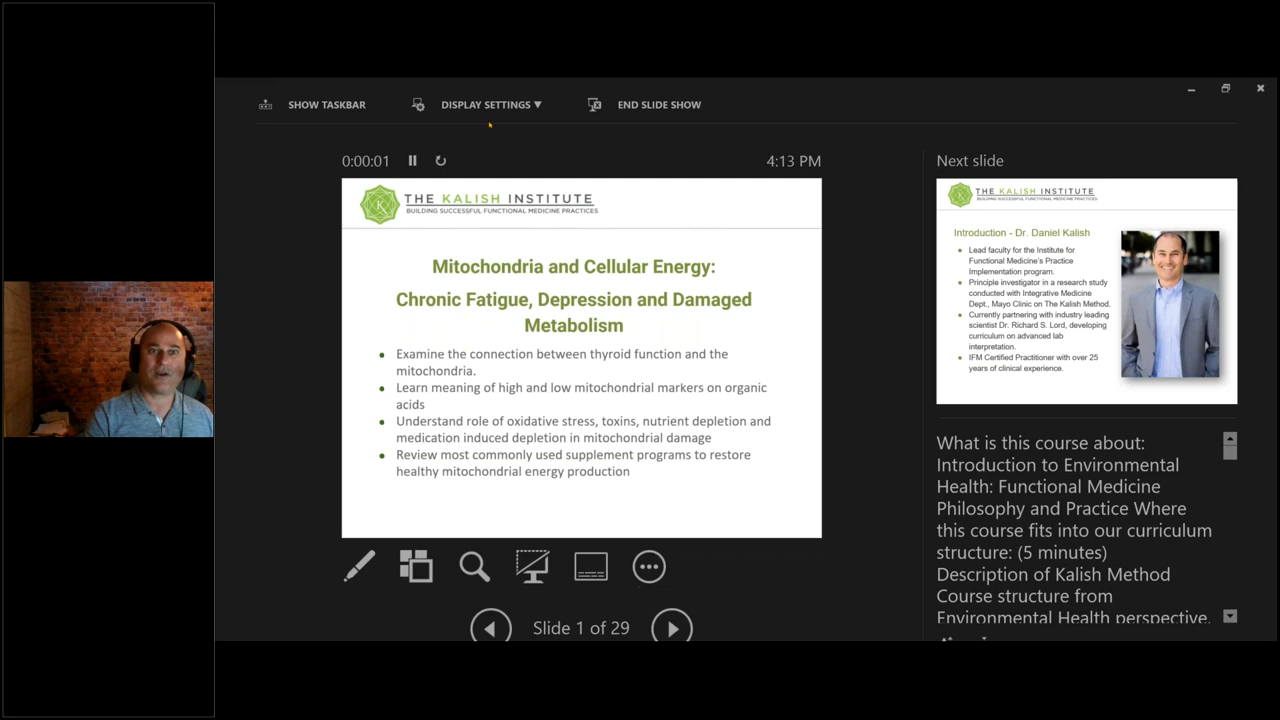 SHOW TASKBAR
DISPLAY SETTINGS ▼
END SLIDE SHOW
0:00:01
4:13 PM
THE KALISH INSTITUTE
BUILDING SUCCESSFUL FUNCTIONAL MEDICINE PRACTICES
Mitochondria and Cellular Energy:
Chronic Fatigue, Depression and Damaged
Metabolism
• Examine the connection between thyroid function and the
mitochondria.
• Learn meaning of high and low mitochondrial markers on organic
acids
• Understand role of oxidative stress, toxins, nutrient depletion and
medication induced depletion in mitochondrial damage
• Review most commonly used supplement programs to restore
healthy mitochondrial energy production
Slide 1 of 29
Next slide
THE KALISH INSTITUTE
BUILDING SUCCESSFUL FUNCTIONAL MEDICINE PRACTICES
Introduction - Dr. Daniel Kalish
• Lead faculty for the Institute for
Functional Medicine's Practice
Implementation program.
• Principle investigator in a research study
conducted with Integrative Medicine
Dept., Mayo Clinic on The Kalish Method.
• Currently partnering with industry leading
scientist Dr. Richard S. Lord, developing
curriculum on advanced lab
interpretation.
• IFM Certified Practitioner with over 25
years of clinical experience.
What is this course about:
Introduction to Environmental
Health: Functional Medicine
Philosophy and Practice Where
this course fits into our curriculum
structure: (5 minutes)
Description of Kalish Method
Course structure from
Environmental Health perspective.